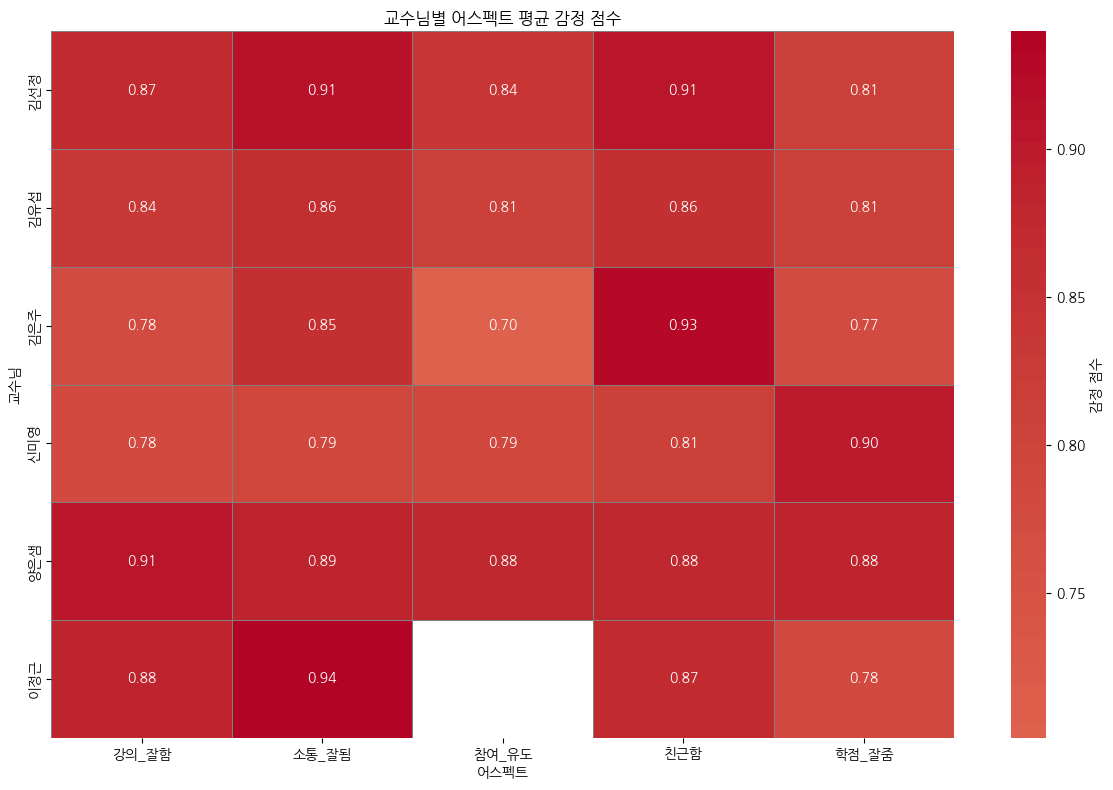 교수님별 어스펙트 평균 감정 점수
교수님
김선정
0.87 0.91 0.84 0.91 0.81
김유섭
0.84 0.86 0.81 0.86 0.81
김은주
0.78 0.85 0.70 0.93 0.77
신미영
0.78 0.79 0.79 0.81 0.90
양은샘
0.91 0.89 0.88 0.88 0.88
이정근
0.88 0.94 0.87 0.78
강의_잘함 소통_잘됨 참여_유도 친근함 학점_잘줌
어스펙트
0.90
0.85
0.80
0.75
감정 점수